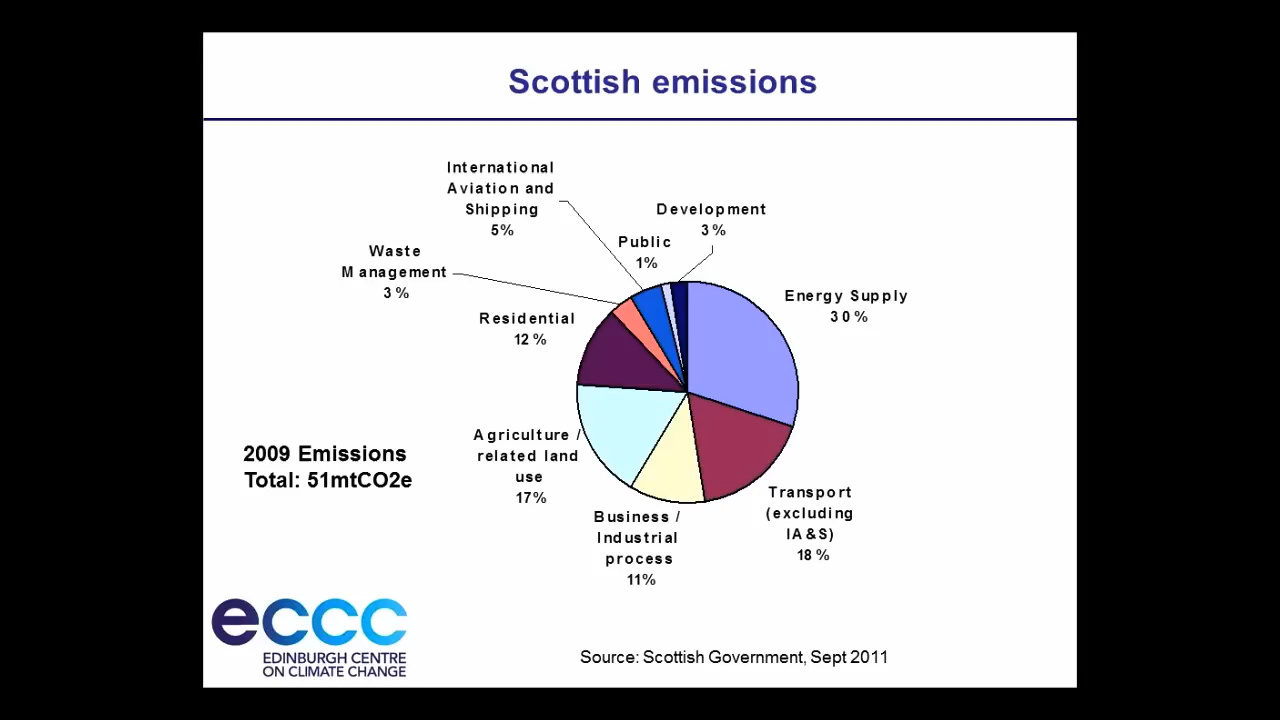 Scottish emissions
International
Aviation and
Shipping
5%
Development
3%
Public
1%
Waste
Management
3%
Energy Supply
30%
Residential
12%
Agriculture /
related land
use
17%
2009 Emissions
Total: 51mtCO2e
Transport
(excluding
IA&S)
18%
Business /
Industrial
process
11%
eccc
EDINBURGH CENTRE
ON CLIMATE CHANGE
Source: Scottish Government, Sept 2011